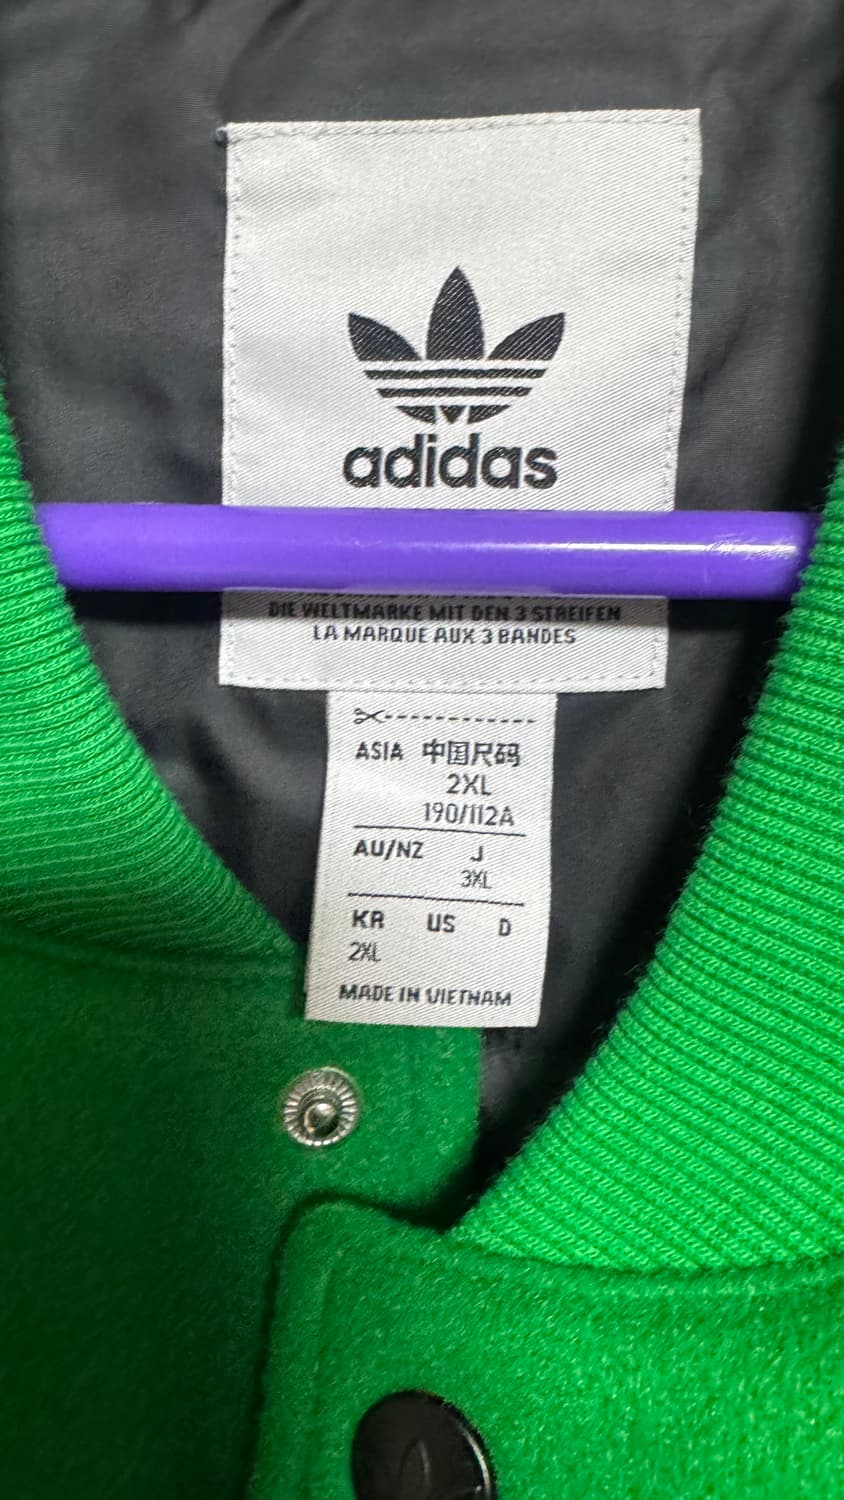 adidas
DIE WELTMARKE MIT DEN 3 STREIFEN
LA MARQUE AUX 3 BANDES
ASIA 中国尺码
2XL
190/112A
AU/NZ J
3XL
KR US D
2XL
MADE IN VIETNAM